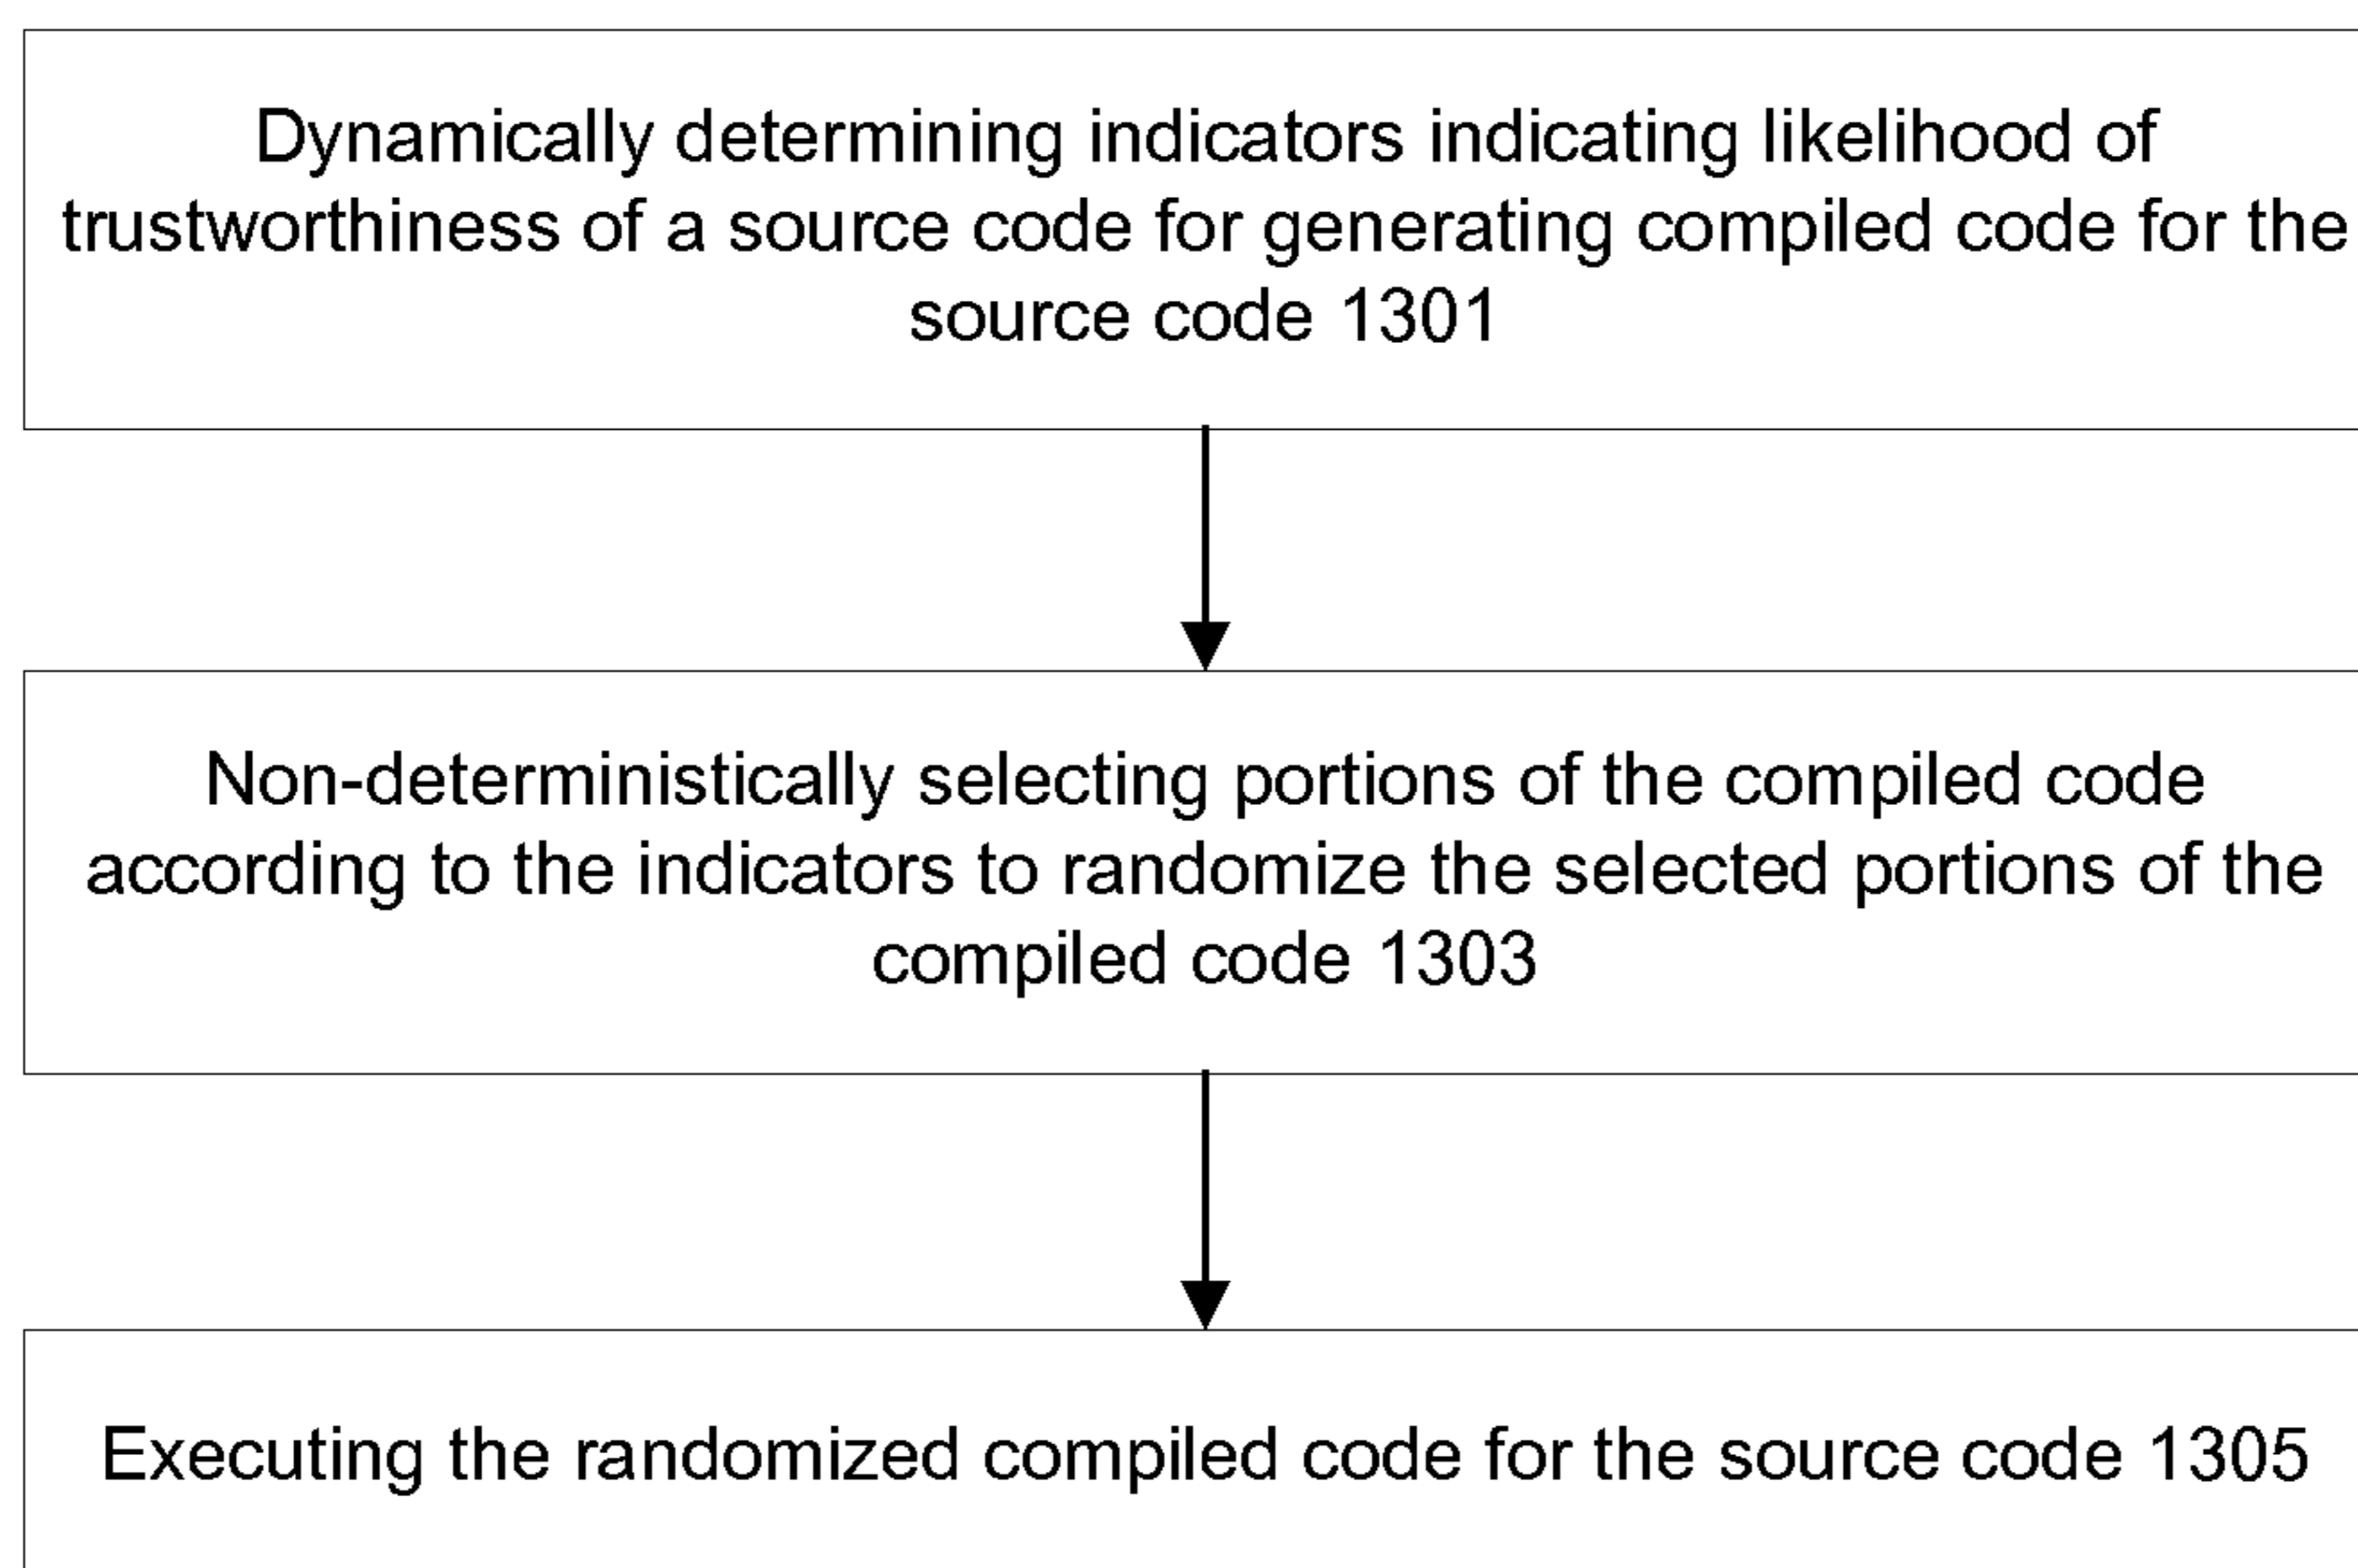 Dynamically determining indicators indicating likelihood of
trustworthiness of a source code for generating compiled code for the
source code 1301
Non-deterministically selecting portions of the compiled code
according to the indicators to randomize the selected portions of the
compiled code 1303
Executing the randomized compiled code for the source code 1305